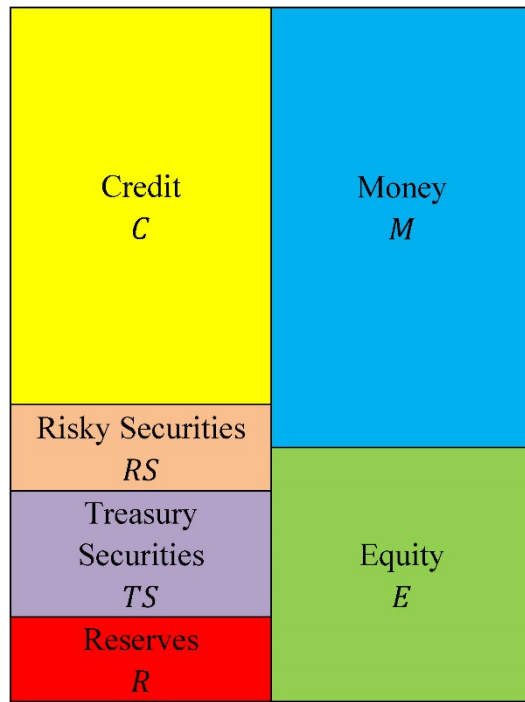 Credit
C
Risky Securities
RS
Treasury
Securities
TS
Reserves
R
Money
M
Equity
E